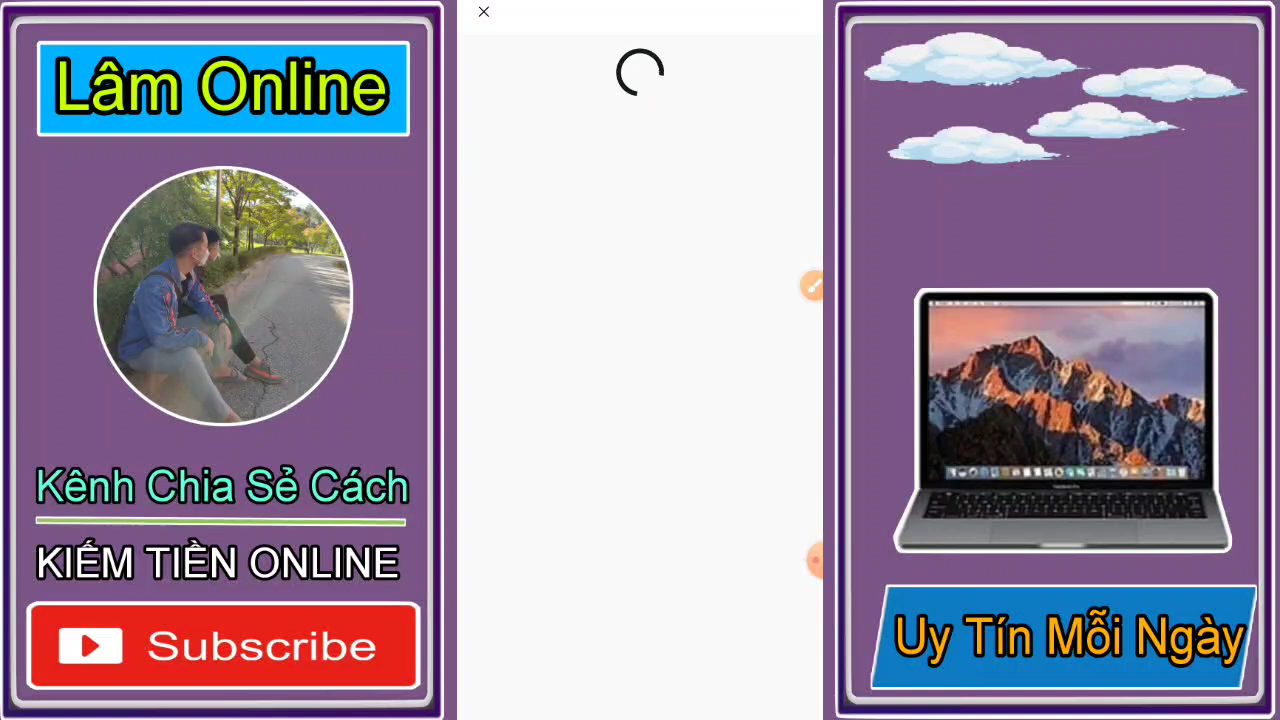 Lâm Online
Kênh Chia Sẻ Cách
KIẾM TIỀN ONLINE
Subscribe
Uy Tín Mỗi Ngày